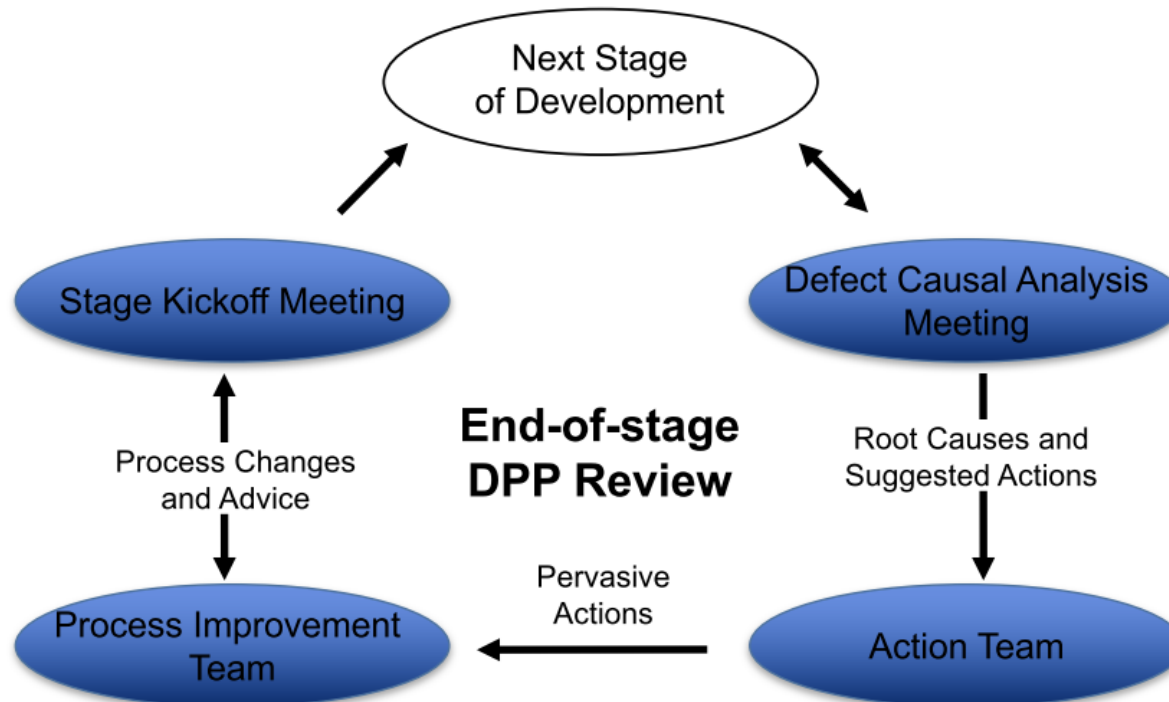 Next Stage
of Development
Stage Kickoff Meeting
Defect Causal Analysis
Meeting
End-of-stage
DPP Review
Process Changes
and Advice
Root Causes and
Suggested Actions
Pervasive
Actions
Process Improvement
Team
Action Team